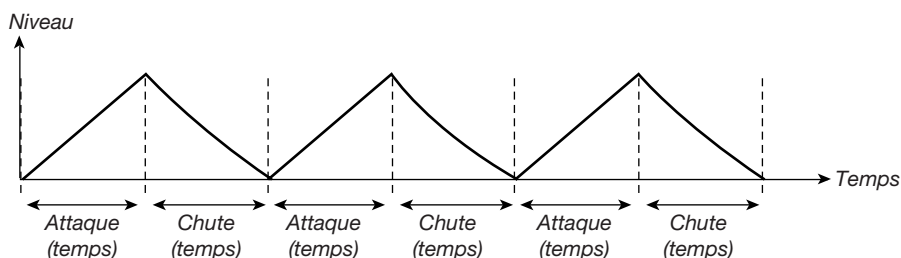 Niveau
Temps
Attaque Chute Attaque Chute Attaque Chute
(temps) (temps) (temps) (temps) (temps) (temps)